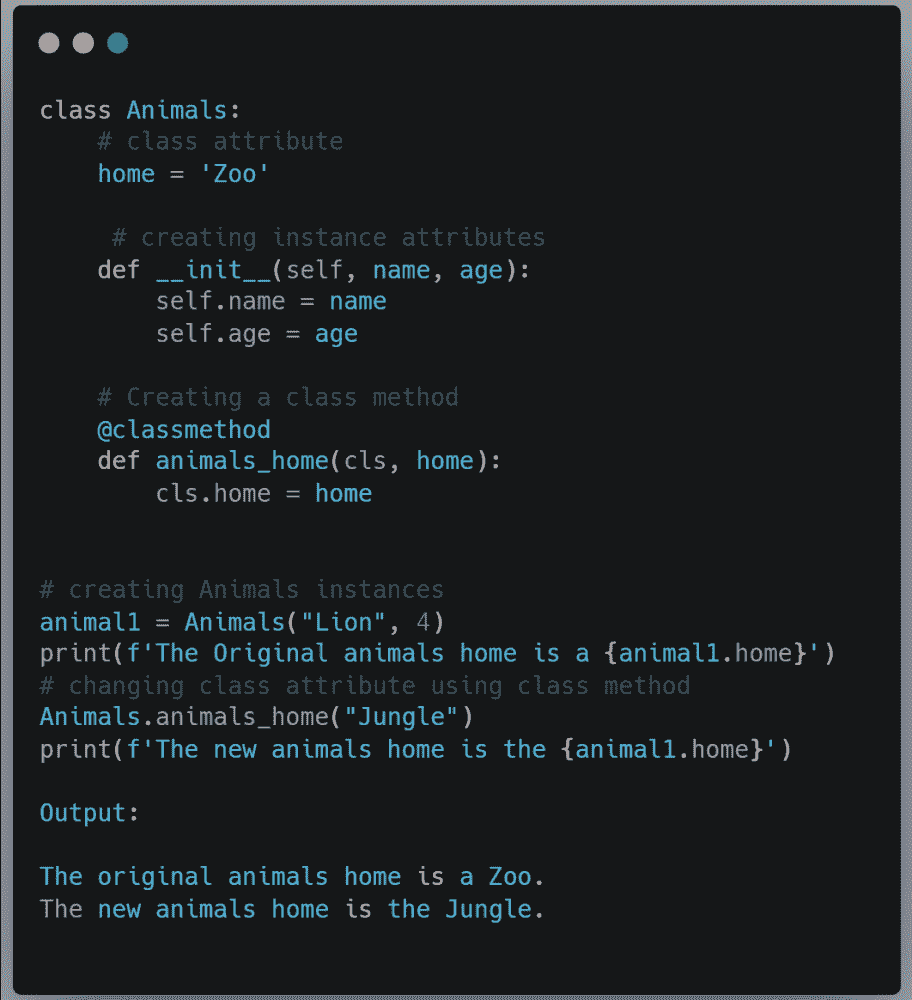 class Animals:
    # class attribute
    home = 'Zoo'

     # creating instance attributes
    def __init__(self, name, age):
        self.name = name
        self.age = age

    # Creating a class method
    @classmethod
    def animals_home(cls, home):
        cls.home = home


# creating Animals instances
animal1 = Animals("Lion", 4)
print(f'The Original animals home is a {animal1.home}')
# changing class attribute using class method
Animals.animals_home("Jungle")
print(f'The new animals home is the {animal1.home}')

Output:

The original animals home is a Zoo.
The new animals home is the Jungle.